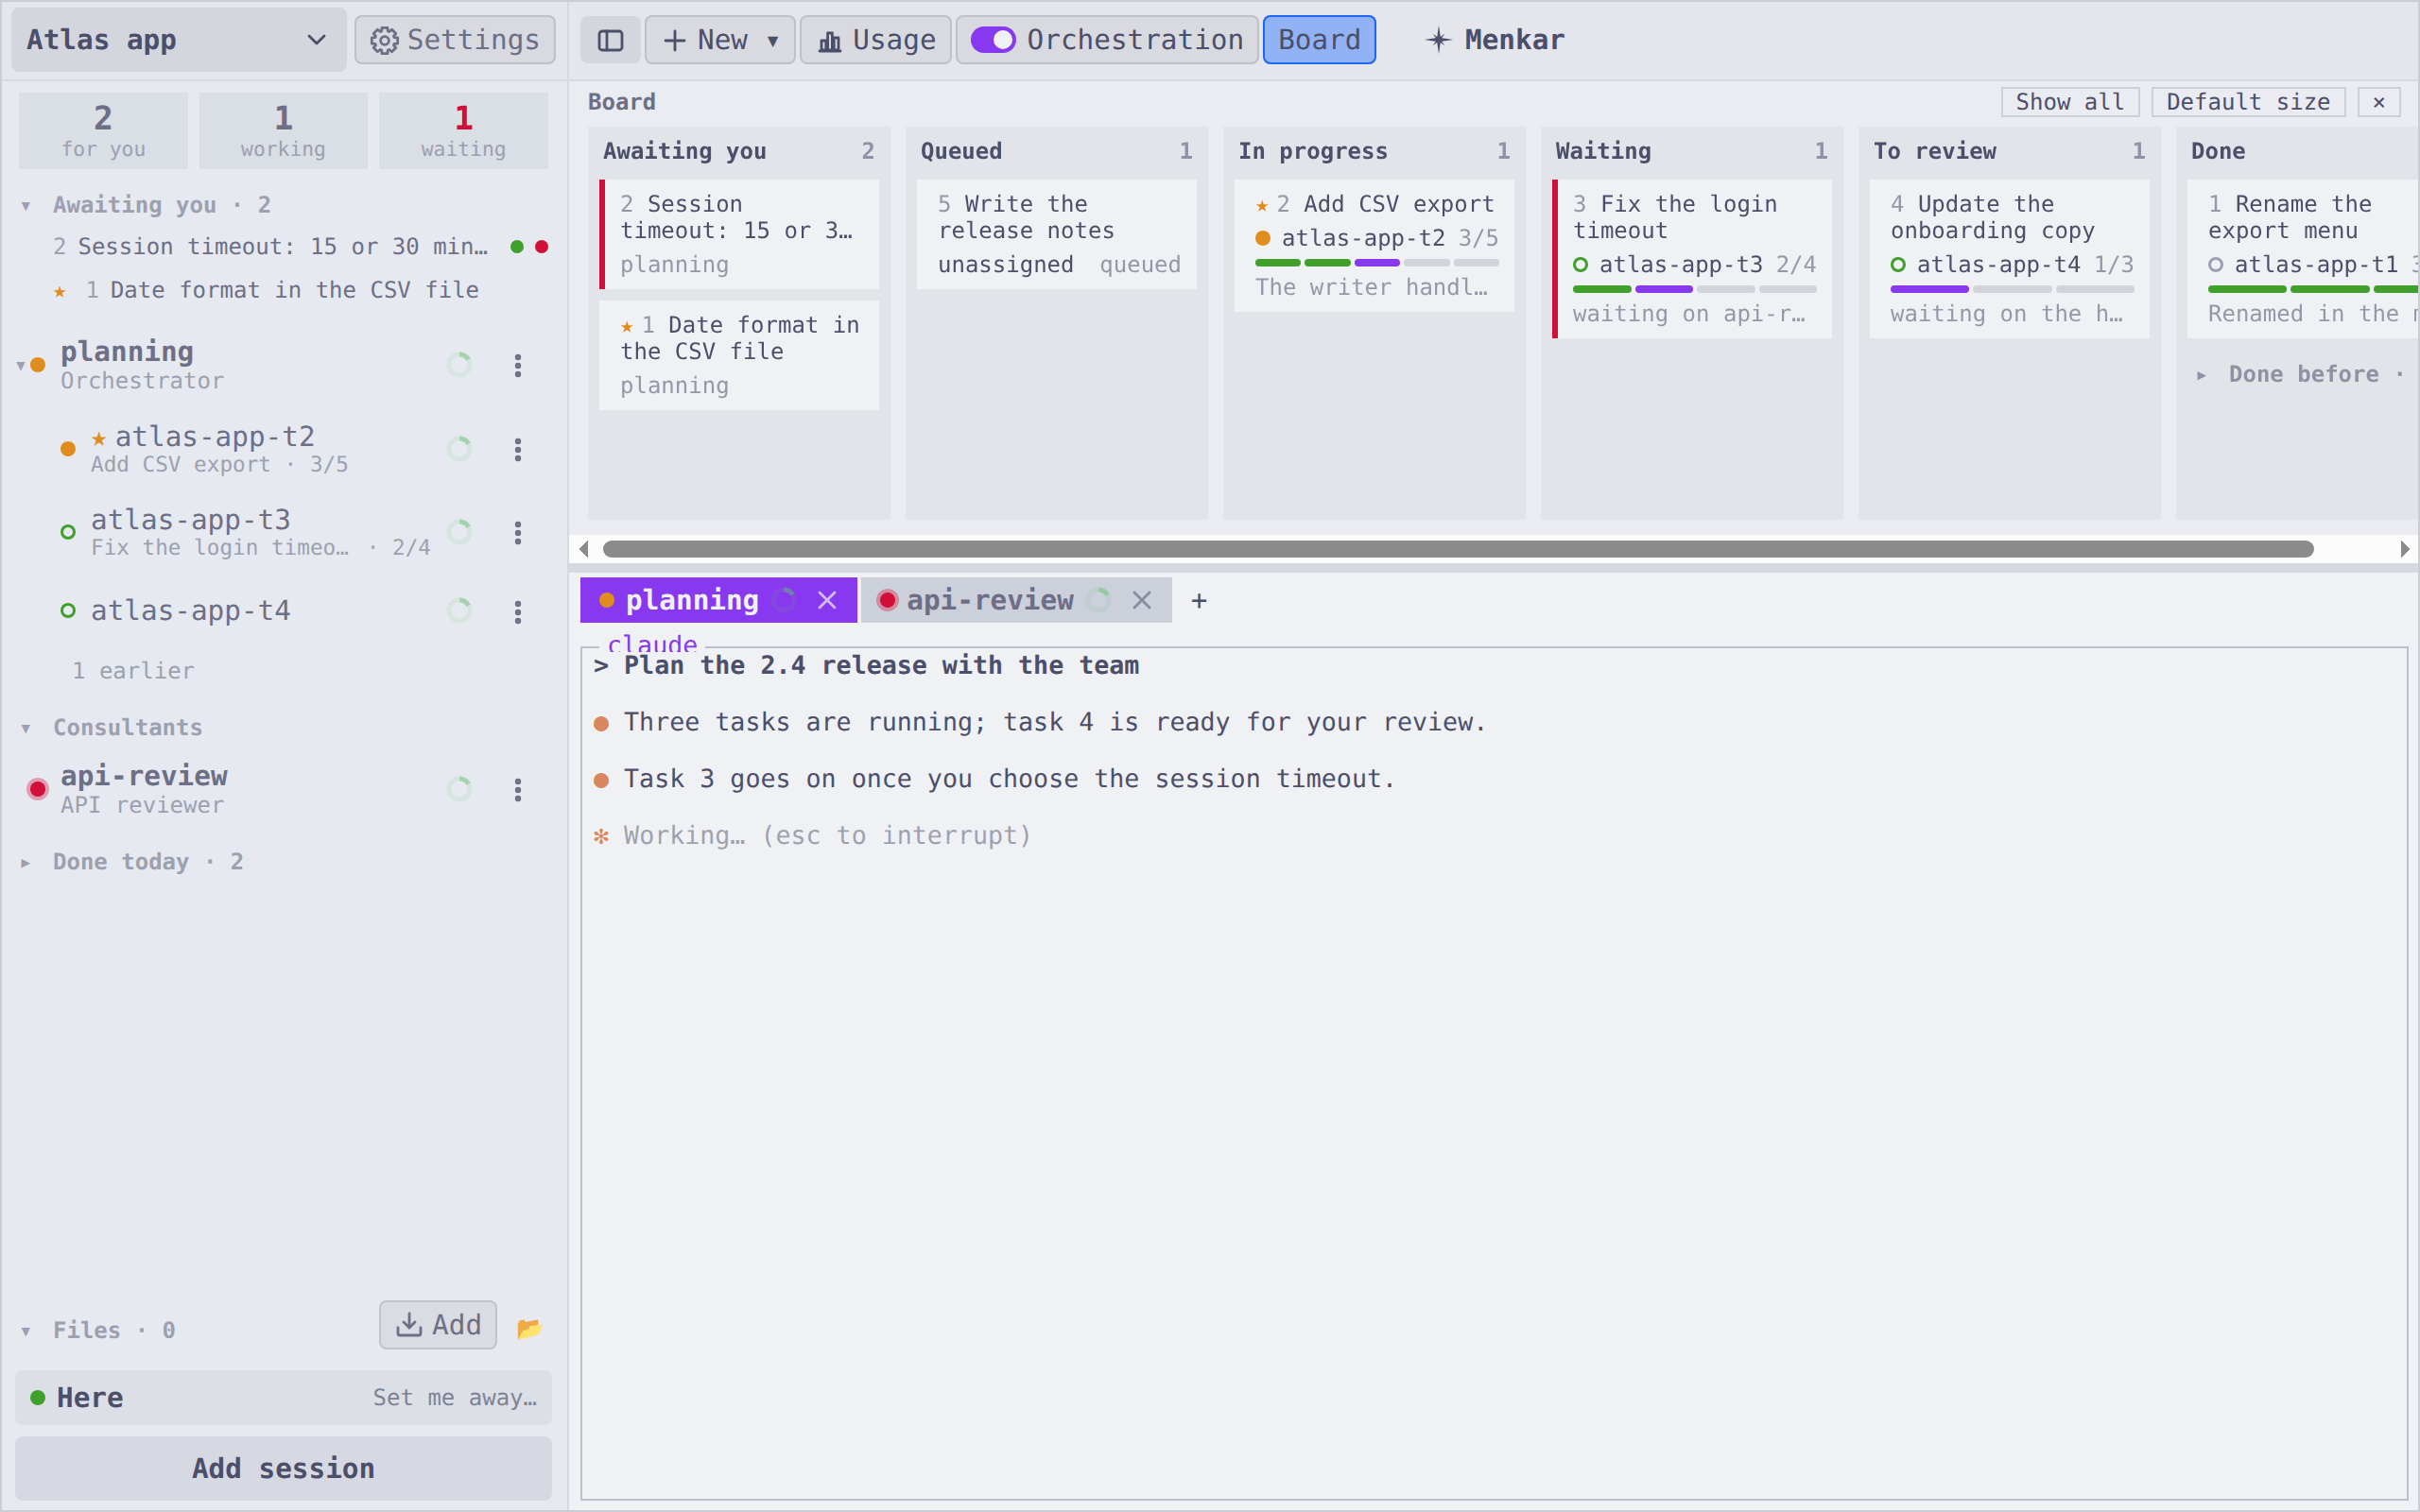 Atlas app
Settings
New
Usage
Orchestration
Board
Menkar
2
for you
1
working
1
waiting
Awaiting you · 2
2 Session timeout: 15 or 30 min…
★ 1 Date format in the CSV file
planning
Orchestrator
★ atlas-app-t2
Add CSV export · 3/5
atlas-app-t3
Fix the login timeo… · 2/4
atlas-app-t4
1 earlier
Consultants
api-review
API reviewer
Done today · 2
Files · 0
Add
Here
Set me away…
Add session
Board
Show all
Default size
×
Awaiting you 2
2 Session
timeout: 15 or 3…
planning
★ 1 Date format in
the CSV file
planning
Queued 1
5 Write the
release notes
unassigned queued
In progress 1
★ 2 Add CSV export
atlas-app-t2 3/5
The writer handl…
Waiting 1
3 Fix the login
timeout
atlas-app-t3 2/4
waiting on api-r…
To review 1
4 Update the
onboarding copy
atlas-app-t4 1/3
waiting on the h…
Done
1 Rename the
export menu
atlas-app-t1
Renamed in the
Done before ·
planning
api-review
+
claude
> Plan the 2.4 release with the team
● Three tasks are running; task 4 is ready for your review.
● Task 3 goes on once you choose the session timeout.
✻ Working… (esc to interrupt)